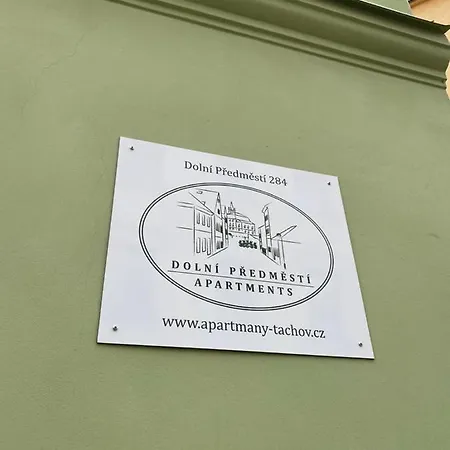 Dolní Předměstí 284
DOLNÍ PŘEDMĚSTÍ
APARTMENTS
www.apartmany-tachov.cz